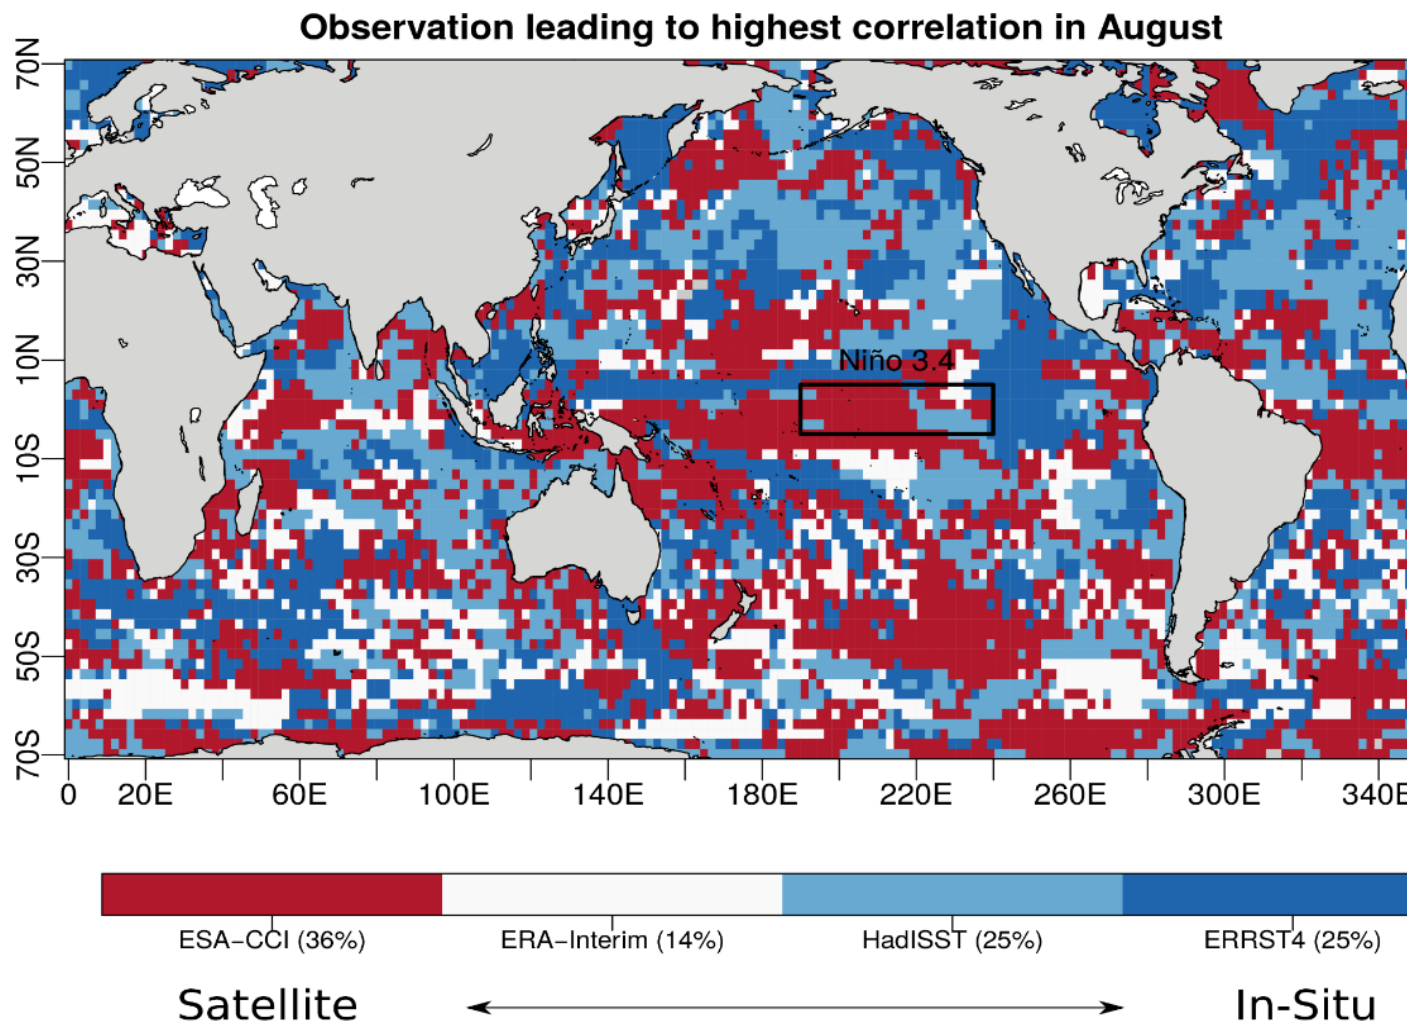 Observation leading to highest correlation in August
70N
50N
30N
10N
10S
30S
50S
70S
Niño 3.4
0 20E 60E 100E 140E 180E 220E 260E 300E 340E
ESA−CCI (36%) ERA−Interim (14%) HadISST (25%) ERRST4 (25%)
Satellite In-Situ